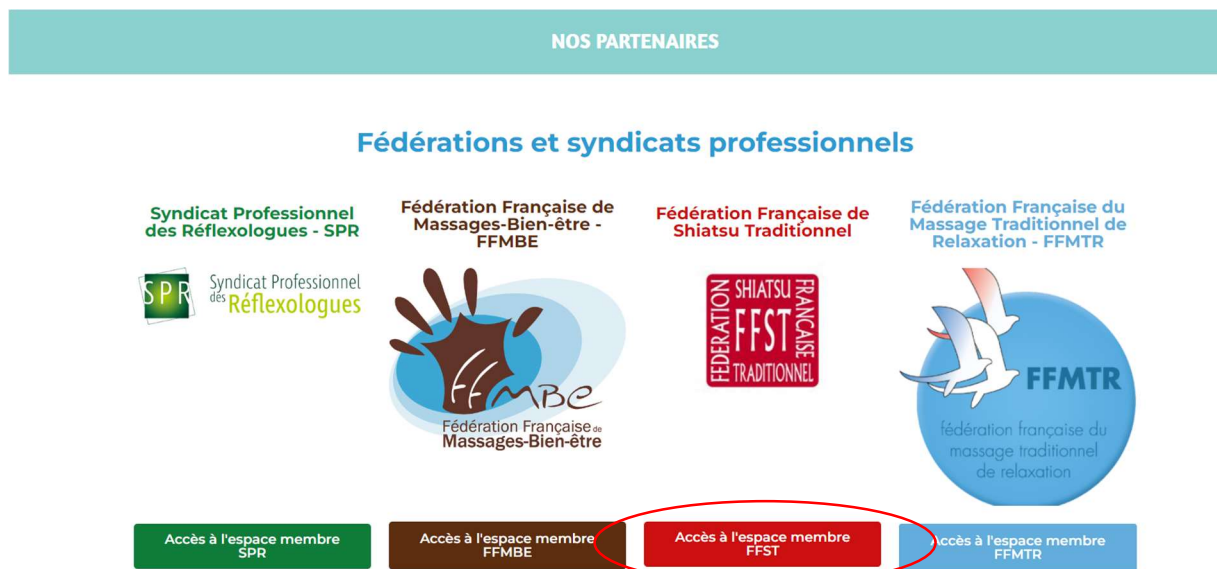 NOS PARTENAIRES
Fédérations et syndicats professionnels
Syndicat Professionnel
des Réflexologues - SPR
SPR
Syndicat Professionnel
des Réflexologues
Accès à l'espace membre
SPR
Fédération Française de
Massages-Bien-être -
FFMBE
FFMBE
Fédération Française de
Massages-Bien-être
Accès à l'espace membre
FFMBE
Fédération Française de
Shiatsu Traditionnel
FEDERATION
SHIATSU
FFST
TRADITIONNEL
FRANCAISE
Accès à l'espace membre
FFST
Fédération Française du
Massage Traditionnel de
Relaxation - FFMTR
FFMTR
fédération française du
massage traditionnel
de relaxation
Accès à l'espace membre
FFMTR